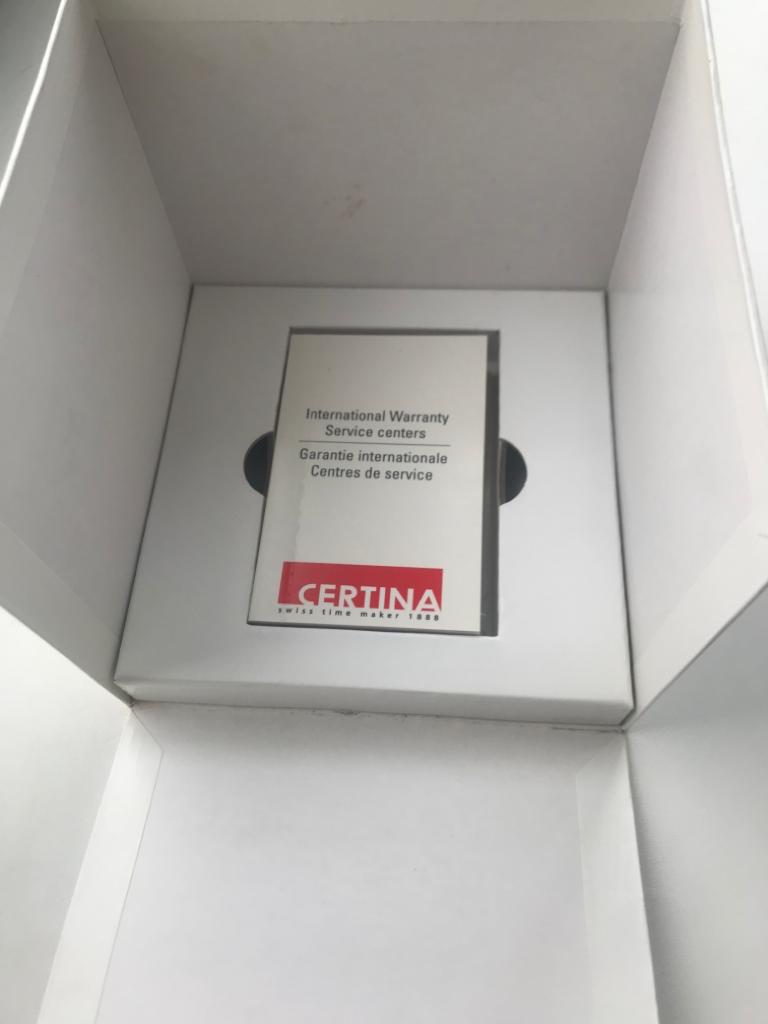 International Warranty
Service centers
Garantie internationale
Centres de service
CERTINA
swiss time maker 1888